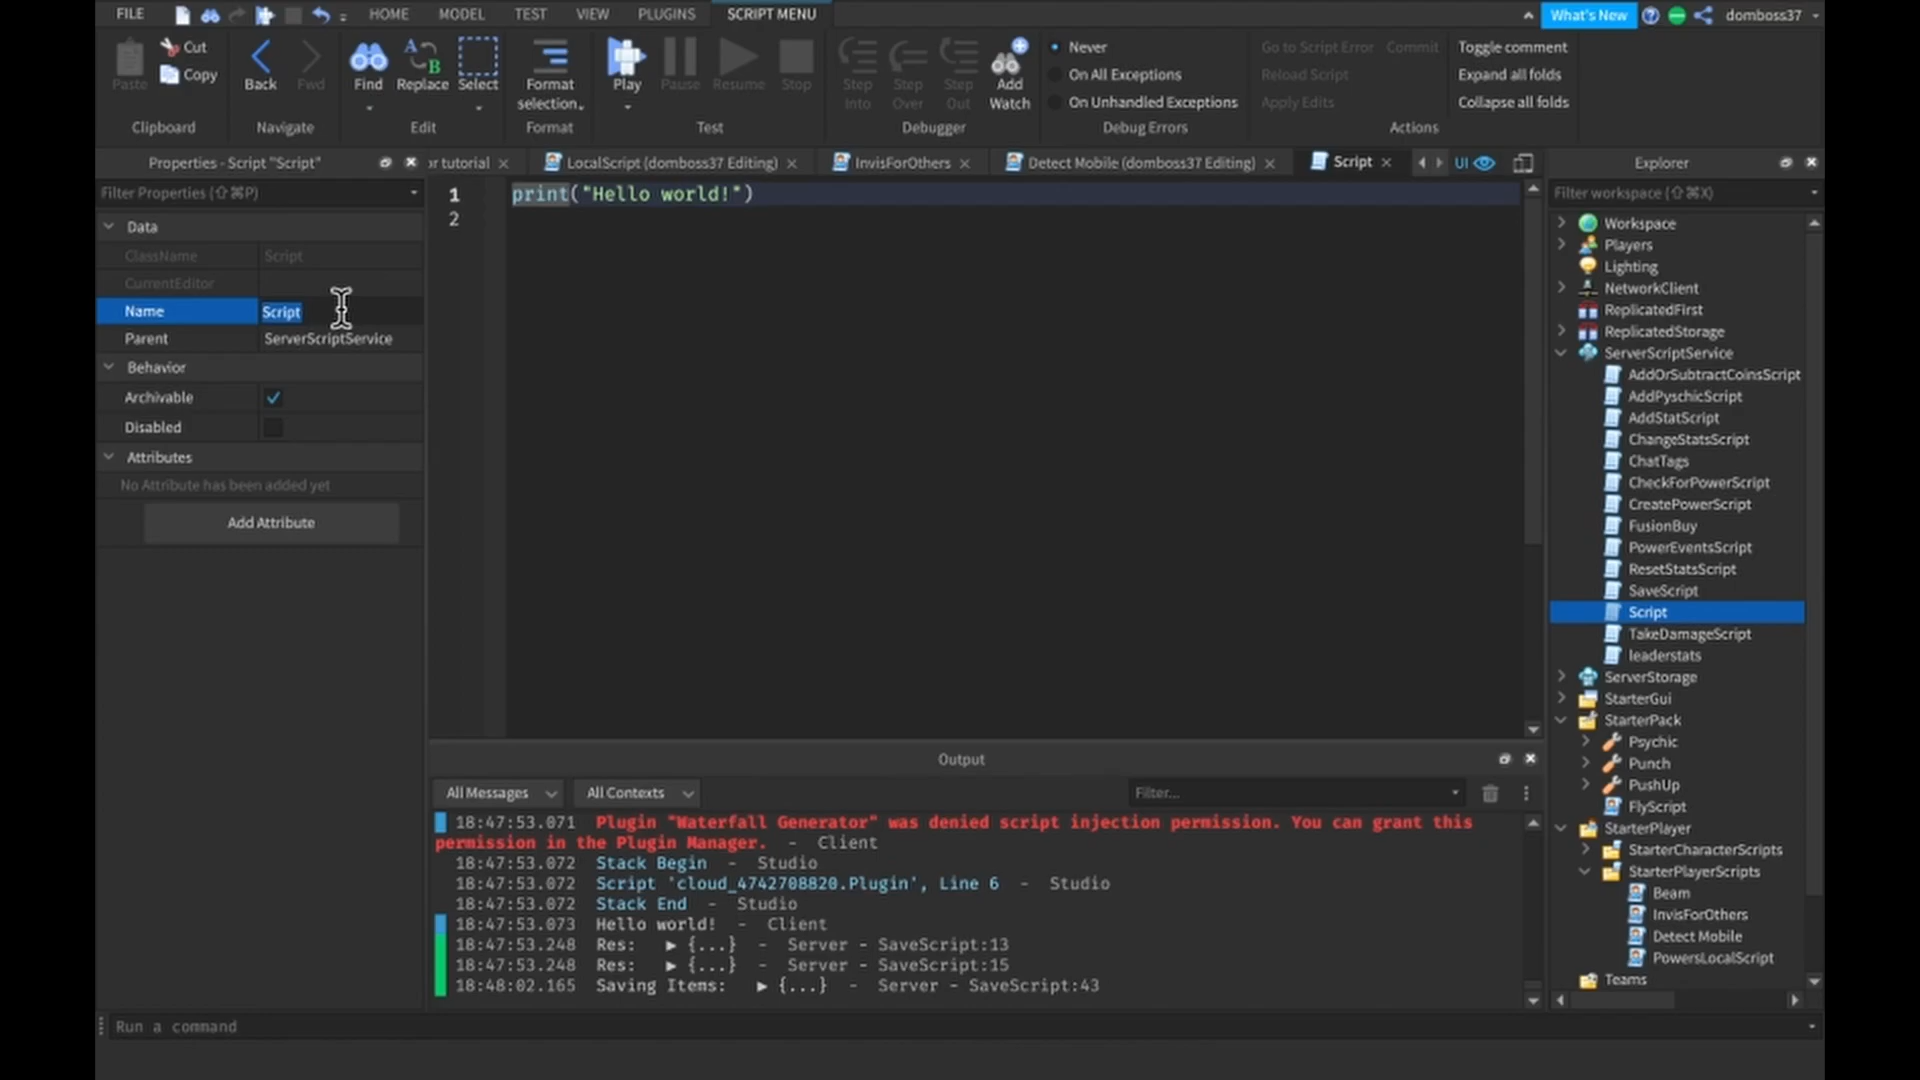 FILE HOME MODEL TEST VIEW PLUGINS SCRIPT MENU What's New domboss37
Paste Cut Copy Back Fwd Find Replace Select Format selection Play Pause Resume Stop Step Into Step Over Step Out Add Watch
Never
On All Exceptions
On Unhandled Exceptions
Go to Script Error Commit
Reload Script
Apply Edits
Toggle comment
Expand all folds
Collapse all folds
Clipboard Navigate Edit Format Test Debugger Debug Errors Actions
Properties - Script "Script"
Filter Properties (⇧⌘P)
Data
ClassName Script
CurrentEditor
Name Script
Parent ServerScriptService
Behavior
Archivable
Disabled
Attributes
No Attribute has been added yet
Add Attribute
or tutorial LocalScript (domboss37 Editing) InvisForOthers Detect Mobile (domboss37 Editing) Script UI
1 print("Hello world!")
2
Output
All Messages All Contexts Filter...
18:47:53.071 Plugin "Waterfall Generator" was denied script injection permission. You can grant this
permission in the Plugin Manager. - Client
18:47:53.072 Stack Begin - Studio
18:47:53.072 Script 'cloud_4742708820.Plugin', Line 6 - Studio
18:47:53.072 Stack End - Studio
18:47:53.073 Hello world! - Client
18:47:53.248 Res: ▶ {...} - Server - SaveScript:13
18:47:53.248 Res: ▶ {...} - Server - SaveScript:15
18:48:02.165 Saving Items: ▶ {...} - Server - SaveScript:43
Run a command
Explorer
Filter workspace (⇧⌘X)
Workspace
Players
Lighting
NetworkClient
ReplicatedFirst
ReplicatedStorage
ServerScriptService
AddOrSubtractCoinsScript
AddPyschicScript
AddStatScript
ChangeStatsScript
ChatTags
CheckForPowerScript
CreatePowerScript
FusionBuy
PowerEventsScript
ResetStatsScript
SaveScript
Script
TakeDamageScript
leaderstats
ServerStorage
StarterGui
StarterPack
Psychic
Punch
PushUp
FlyScript
StarterPlayer
StarterCharacterScripts
StarterPlayerScripts
Beam
InvisForOthers
Detect Mobile
PowersLocalScript
Teams